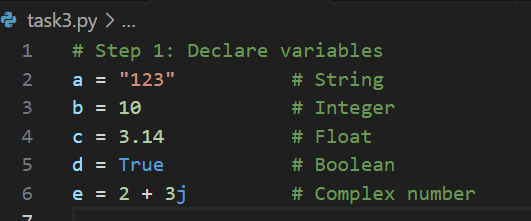 task3.py > ...
1 # Step 1: Declare variables
2 a = "123" # String
3 b = 10 # Integer
4 c = 3.14 # Float
5 d = True # Boolean
6 e = 2 + 3j # Complex number
7